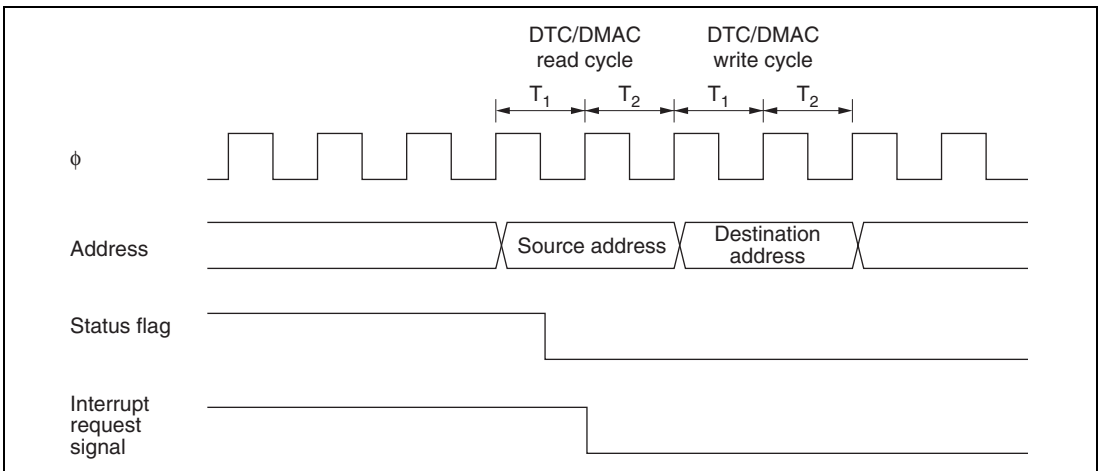 DTC/DMAC
read cycle
DTC/DMAC
write cycle
T1
T2
T1
T2
ϕ
Address
Source address
Destination
address
Status flag
Interrupt
request
signal